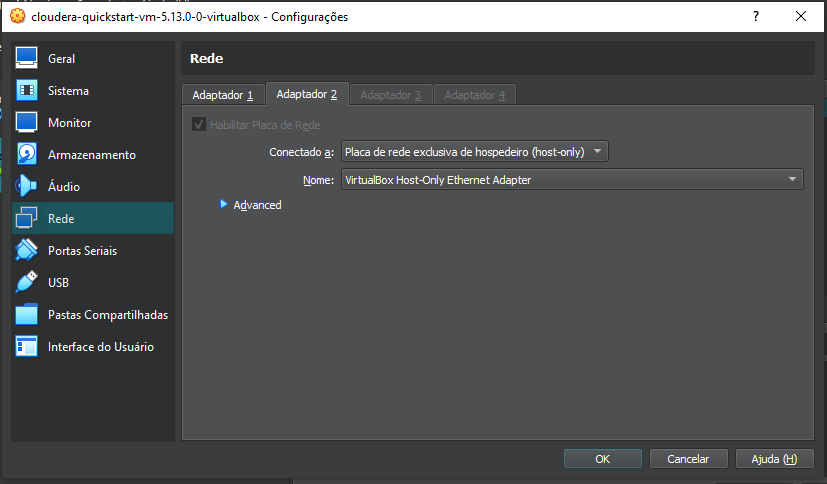 cloudera-quickstart-vm-5.13.0-0-virtualbox - Configurações
?
Geral
Sistema
Monitor
Armazenamento
Áudio
Rede
Portas Seriais
USB
Pastas Compartilhadas
Interface do Usuário
Rede
Adaptador 1 Adaptador 2 Adaptador 3 Adaptador 4
Habilitar Placa de Rede
Conectado a: Placa de rede exclusiva de hospedeiro (host-only)
Nome: VirtualBox Host-Only Ethernet Adapter
Advanced
OK Cancelar Ajuda (H)